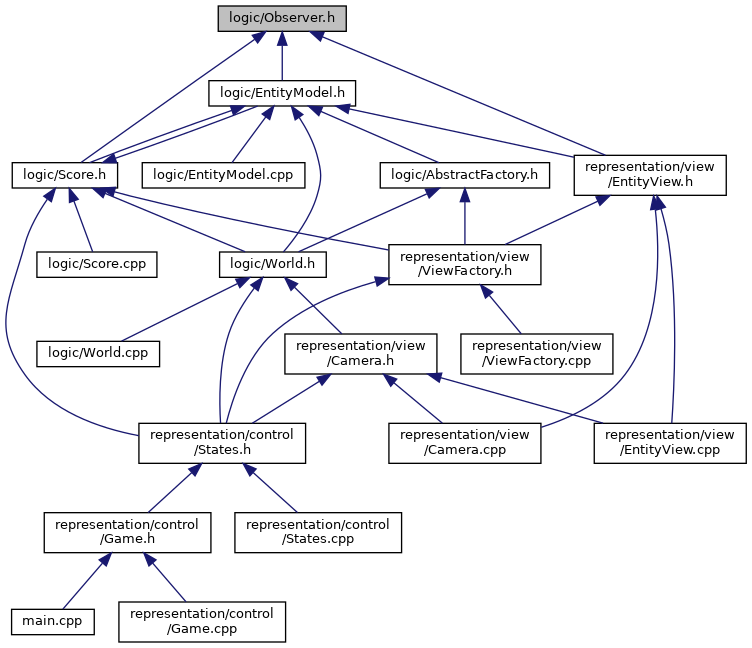 logic/Observer.h
logic/EntityModel.h
logic/Score.h
logic/EntityModel.cpp
logic/AbstractFactory.h
representation/view
/EntityView.h
logic/Score.cpp
logic/World.h
representation/view
/ViewFactory.h
logic/World.cpp
representation/view
/Camera.h
representation/view
/ViewFactory.cpp
representation/control
/States.h
representation/view
/Camera.cpp
representation/view
/EntityView.cpp
representation/control
/Game.h
representation/control
/States.cpp
main.cpp
representation/control
/Game.cpp